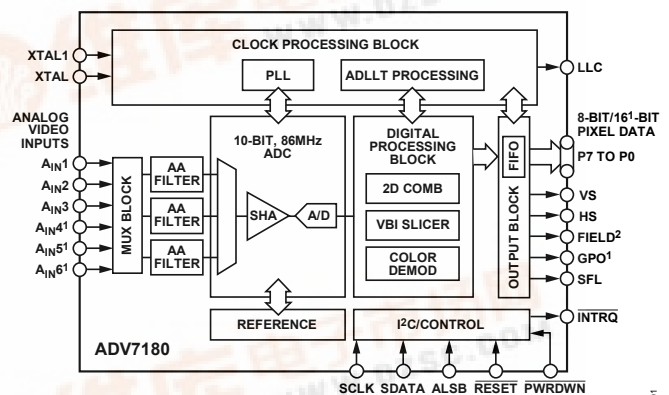 CLOCK PROCESSING BLOCK
XTAL1
XTAL
PLL
ADLLT PROCESSING
LLC
ANALOG
VIDEO
INPUTS
8-BIT/16¹-BIT
PIXEL DATA
P7 TO P0
10-BIT, 86MHz
ADC
DIGITAL
PROCESSING
BLOCK
FIFO
OUTPUT BLOCK
MUX BLOCK
AIN1
AIN2
AIN3
AIN4¹
AIN5¹
AIN6¹
AA
FILTER
AA
FILTER
AA
FILTER
SHA
A/D
2D COMB
VBI SLICER
COLOR
DEMOD
VS
HS
FIELD²
GPO¹
SFL
REFERENCE
I²C/CONTROL
INTRQ
ADV7180
SCLK SDATA ALSB RESET PWRDWN